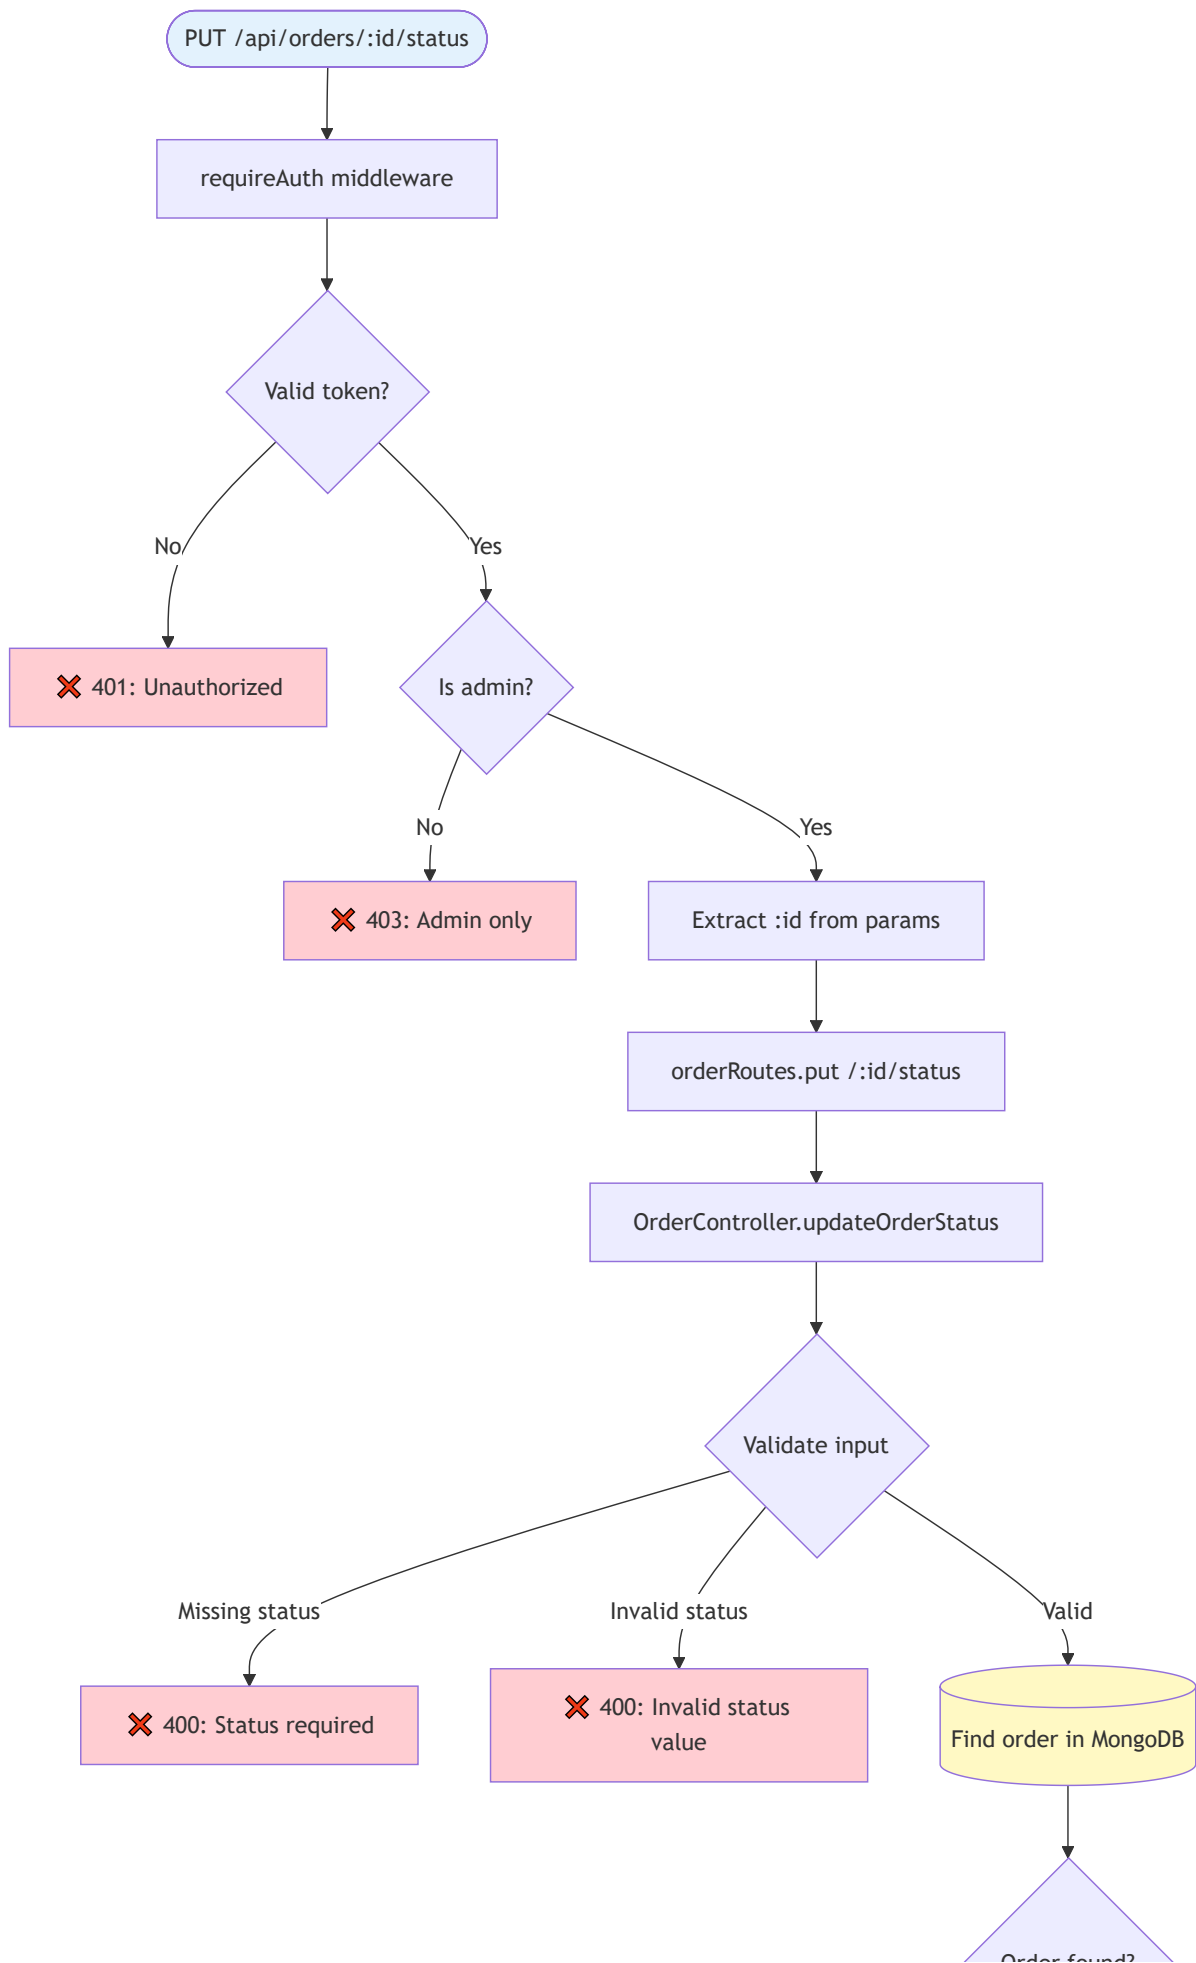 PUT /api/orders/:id/status
requireAuth middleware
Valid token?
No
Yes
❌ 401: Unauthorized
Is admin?
No
Yes
❌ 403: Admin only
Extract :id from params
orderRoutes.put /:id/status
OrderController.updateOrderStatus
Validate input
Missing status
Invalid status
Valid
❌ 400: Status required
❌ 400: Invalid status
value
Find order in MongoDB
Order found?